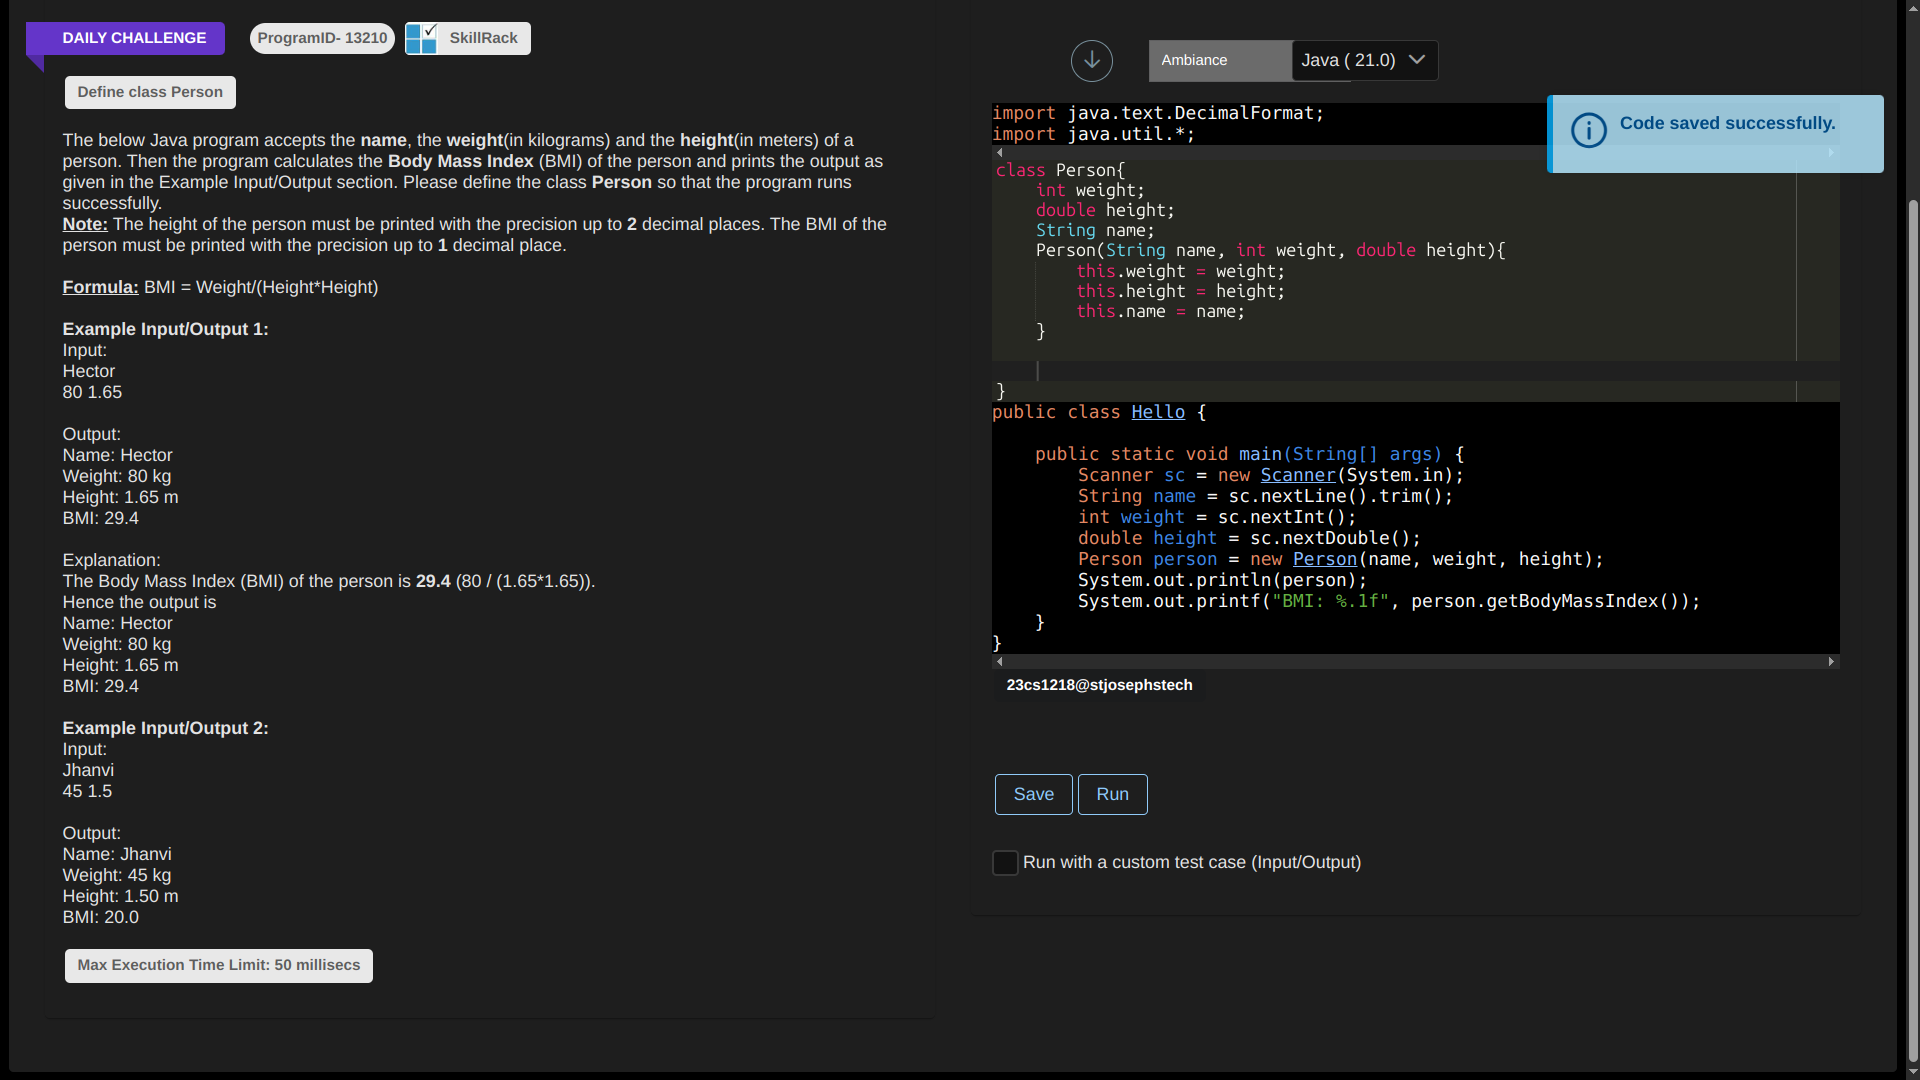 DAILY CHALLENGE
ProgramID- 13210
SkillRack
Define class Person
The below Java program accepts the name, the weight(in kilograms) and the height(in meters) of a
person. Then the program calculates the Body Mass Index (BMI) of the person and prints the output as
given in the Example Input/Output section. Please define the class Person so that the program runs
successfully.
Note: The height of the person must be printed with the precision up to 2 decimal places. The BMI of the
person must be printed with the precision up to 1 decimal place.
Formula: BMI = Weight/(Height*Height)
Example Input/Output 1:
Input:
Hector
80 1.65
Output:
Name: Hector
Weight: 80 kg
Height: 1.65 m
BMI: 29.4
Explanation:
The Body Mass Index (BMI) of the person is 29.4 (80 / (1.65*1.65)).
Hence the output is
Name: Hector
Weight: 80 kg
Height: 1.65 m
BMI: 29.4
Example Input/Output 2:
Input:
Jhanvi
45 1.5
Output:
Name: Jhanvi
Weight: 45 kg
Height: 1.50 m
BMI: 20.0
Max Execution Time Limit: 50 millisecs
Ambiance
Java ( 21.0)
Code saved successfully.
import java.text.DecimalFormat;
import java.util.*;
class Person{
    int weight;
    double height;
    String name;
    Person(String name, int weight, double height){
        this.weight = weight;
        this.height = height;
        this.name = name;
    }
}
public class Hello {
    public static void main(String[] args) {
        Scanner sc = new Scanner(System.in);
        String name = sc.nextLine().trim();
        int weight = sc.nextInt();
        double height = sc.nextDouble();
        Person person = new Person(name, weight, height);
        System.out.println(person);
        System.out.printf("BMI: %.1f", person.getBodyMassIndex());
    }
}
23cs1218@stjosephstech
Save
Run
Run with a custom test case (Input/Output)